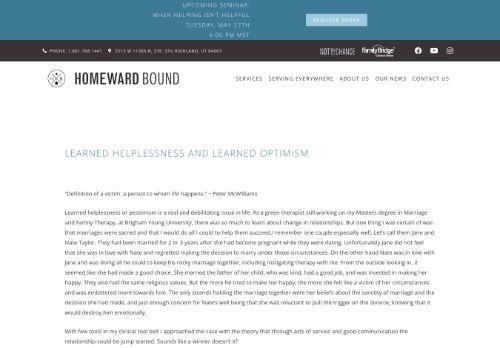 UPCOMING SEMINAR:
WHEN HELPING ISN'T HELPFUL
TUESDAY, MAY 27TH
6:00 PM MST
REGISTER TODAY
PHONE: 1.801.768.1441
5513 W 11000 N, STE. 316 HIGHLAND, UT 84003
NOT BY CHANCE
FamilyBridge
HOMEWARD BOUND
SERVICES SERVING EVERYWHERE ABOUT US OUR NEWS CONTACT US
LEARNED HELPLESSNESS AND LEARNED OPTIMISM
“Definition of a victim: a person to whom life happens.” ~ Peter McWilliams
Learned helplessness or pessimism is a real and debilitating issue in life. As a green therapist still working on my Master's degree in Marriage
and Family Therapy, at Brigham Young University, there was so much to learn about change in relationships. But one thing I was certain of was
that marriages were sacred and that I would do all I could to help them succeed.I remember one couple especially well. Let's call them Jane and
Nate Taylor. They had been married for 2 or 3 years after she had become pregnant while they were dating. Unfortunately Jane did not feel
that she was in love with Nate and regretted making the decision to marry under those circumstances. On the other hand Nate was in love with
Jane and was doing all he could to keep his rocky marriage together, including instigating therapy with me. From the outside looking in, it
seemed like she had made a good choice. She married the father of her child, who was kind, had a good job, and was invested in making her
happy. They also had the same religious values. But the more he tried to make her happy, the more she felt like a victim of her circumstances
and was embittered more towards him. The only strands holding the marriage together were her beliefs about the sanctity of marriage and the
decision she had made, and just enough concern for Nate's well being that she was reluctant to pull the trigger on the divorce, knowing that it
would destroy him emotionally.
With few tools in my clinical tool belt I approached the case with the theory that through acts of service and good communication the
relationship could be jump started. Sounds like a winner doesn't it?